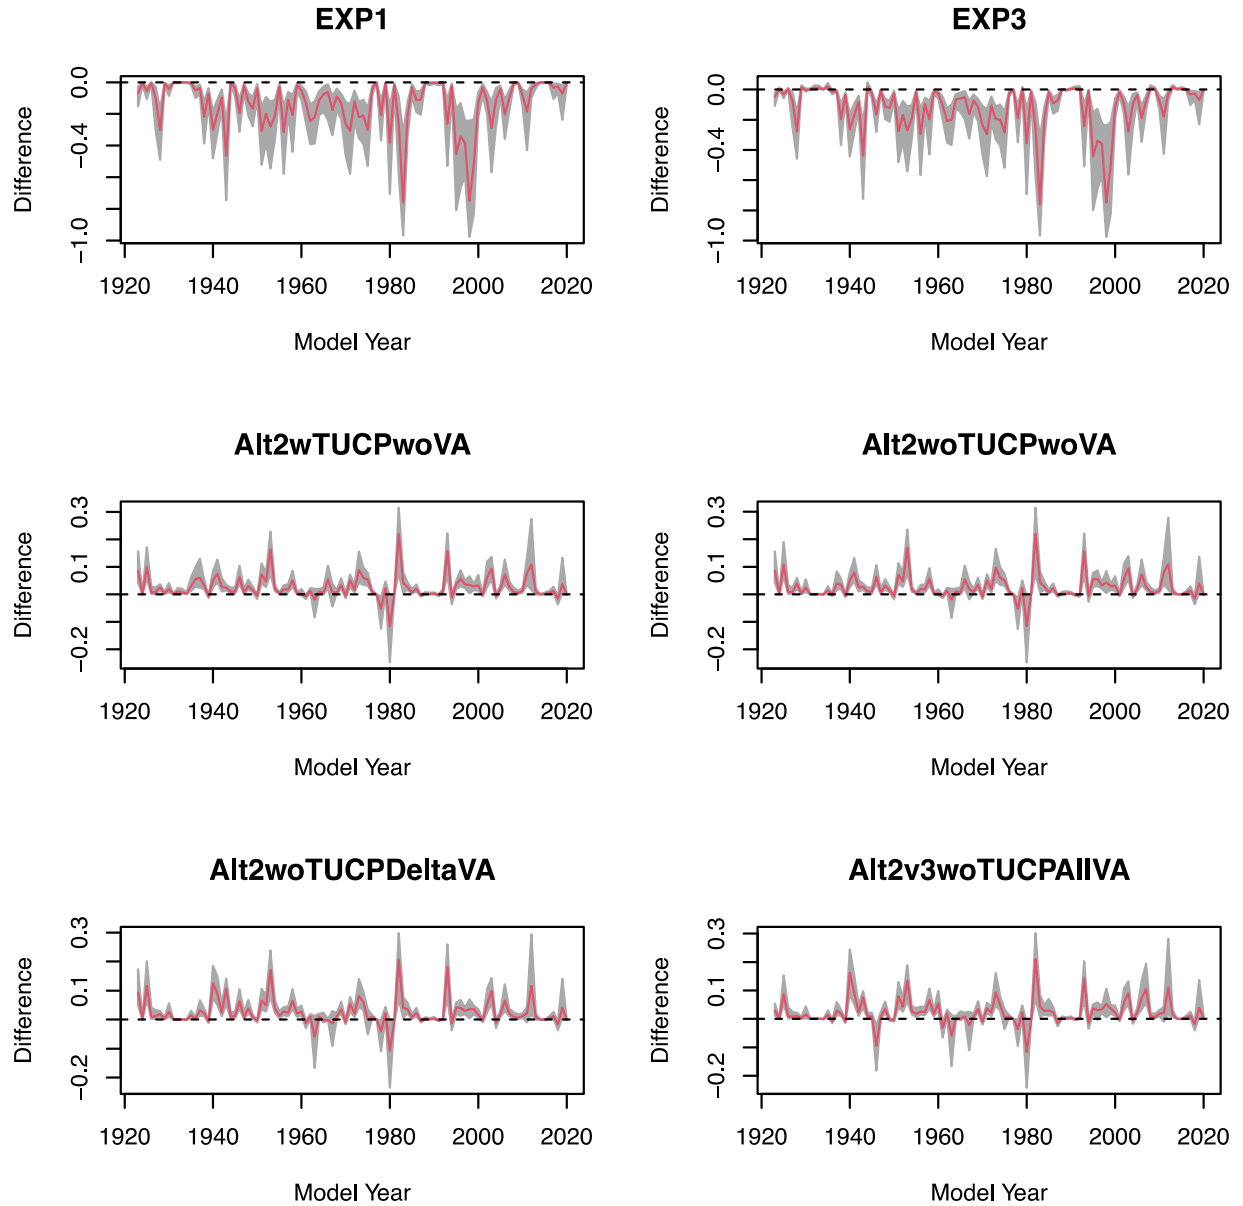 EXP1
Difference
0.0
−0.4
−1.0
1920 1940 1960 1980 2000 2020
Model Year
EXP3
Difference
0.0
−0.4
−1.0
1920 1940 1960 1980 2000 2020
Model Year
Alt2wTUCPwoVA
Difference
0.3
0.1
−0.2
1920 1940 1960 1980 2000 2020
Model Year
Alt2woTUCPwoVA
Difference
0.3
0.1
−0.2
1920 1940 1960 1980 2000 2020
Model Year
Alt2woTUCPDeltaVA
Difference
0.3
0.1
−0.2
1920 1940 1960 1980 2000 2020
Model Year
Alt2v3woTUCPAllVA
Difference
0.3
0.1
−0.2
1920 1940 1960 1980 2000 2020
Model Year